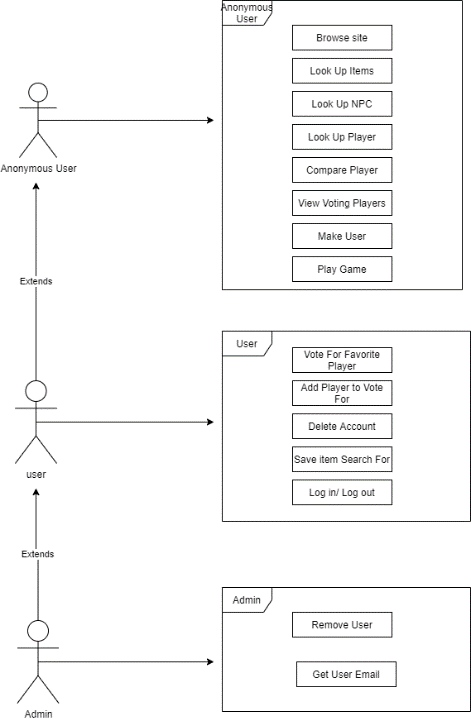 Anonymous
User
Browse site
Look Up Items
Look Up NPC
Look Up Player
Compare Player
View Voting Players
Make User
Play Game
Anonymous User
Extends
User
Vote For Favorite
Player
Add Player to Vote
For
Delete Account
Save item Search For
Log in/ Log out
user
Extends
Admin
Remove User
Get User Email
Admin